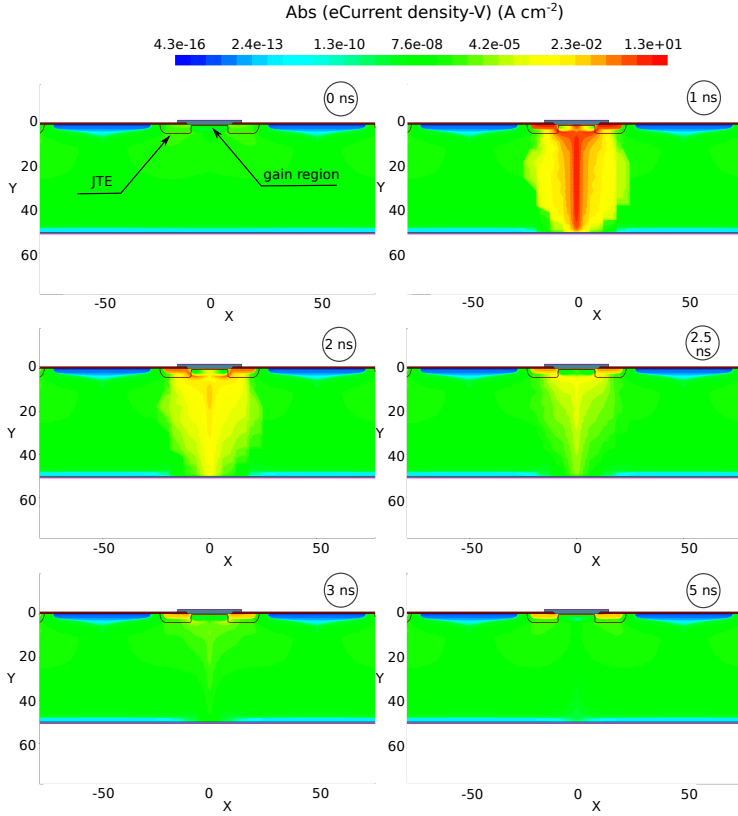 Abs (eCurrent density-V) (A cm⁻²)
4.3e-16 2.4e-13 1.3e-10 7.6e-08 4.2e-05 2.3e-02 1.3e+01
0 ns
0
20
Y
40
60
JTE
gain region
-50 0 50
X
1 ns
0
20
Y
40
60
-50 0 50
X
2 ns
0
20
Y
40
60
-50 0 50
X
2.5
ns
0
20
Y
40
60
-50 0 50
X
3 ns
0
20
Y
40
60
-50 0 50
X
5 ns
0
20
Y
40
60
-50 0 50
X